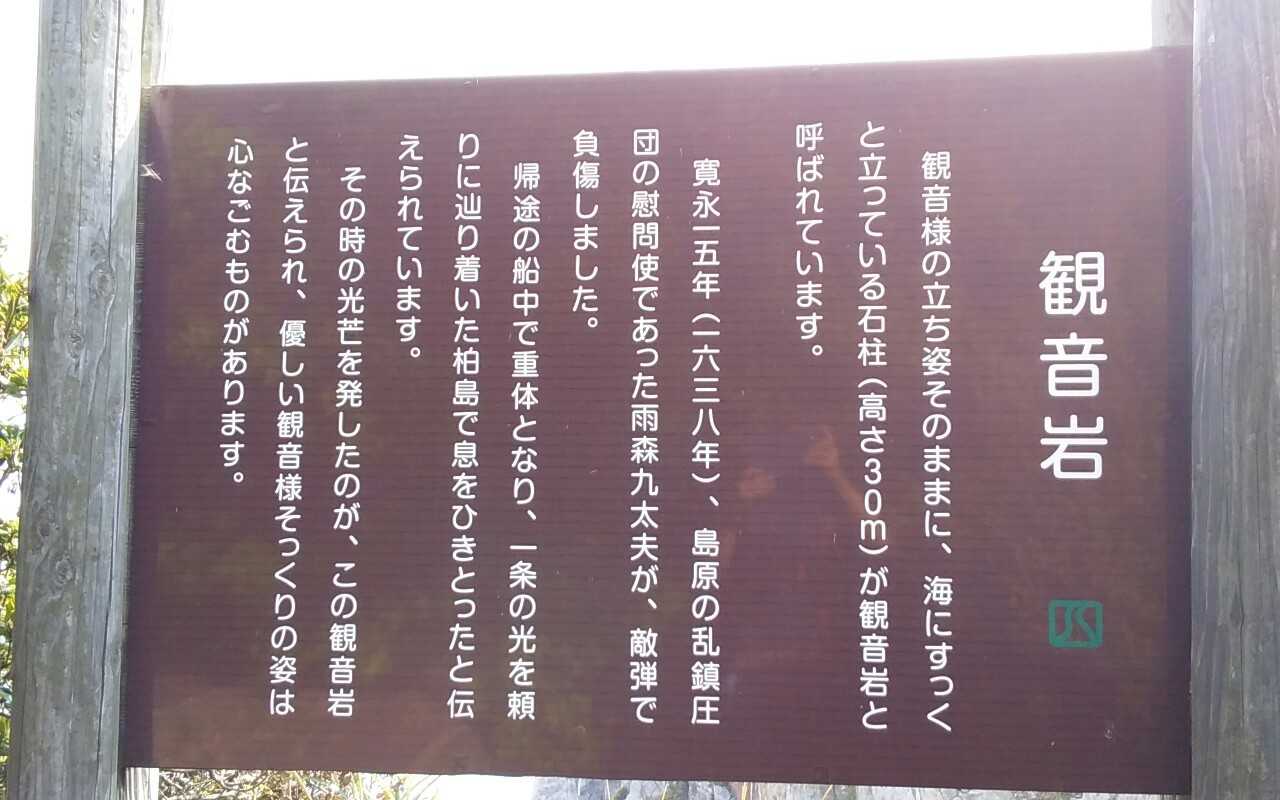 観音岩
観音様の立ち姿そのままに、海にすっく
と立っている石柱（高さ30m）が観音岩と
呼ばれています。
寛永一五年（一六三八年）、島原の乱鎮圧
団の慰問使であった雨森九太夫が、敵弾で
負傷しました。
帰途の船中で重体となり、一条の光を頼
りに辿り着いた柏島で息をひきとったと伝
えられています。
その時の光芒を発したのが、この観音岩
と伝えられ、優しい観音様そっくりの姿は
心なごむものがあります。